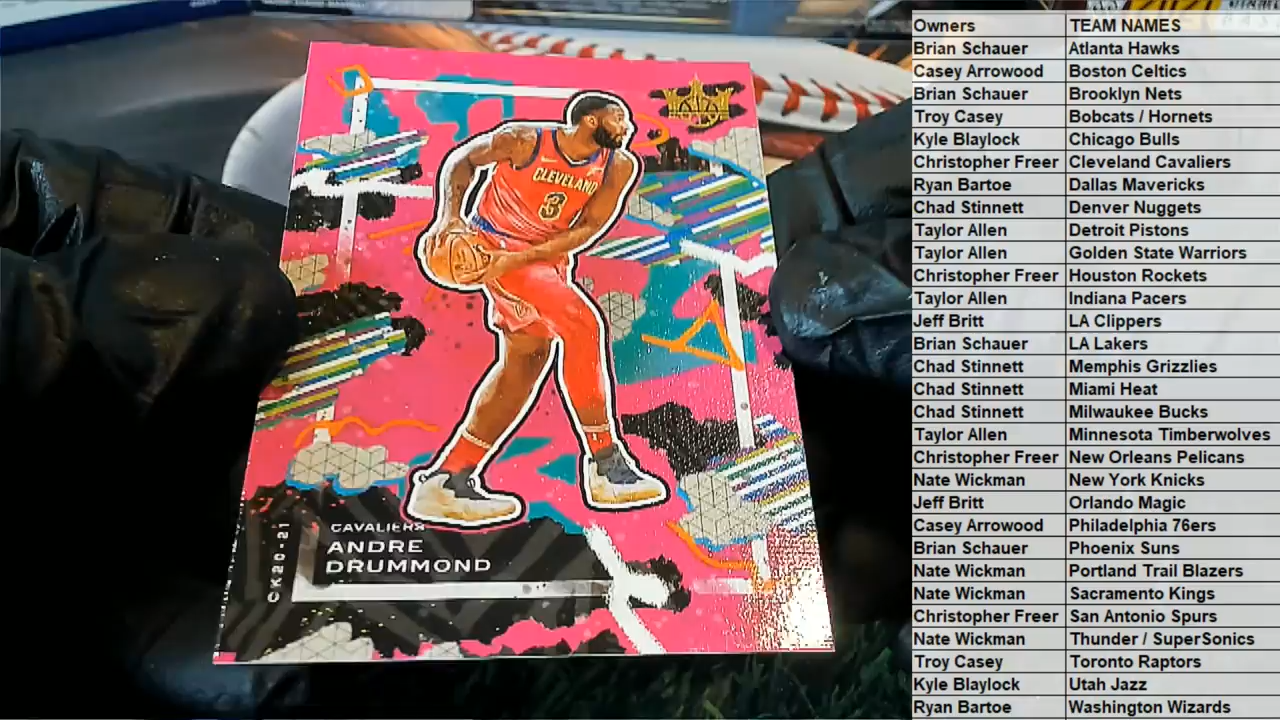 CLEVELAND
3
CAVALIERS
ANDRE
DRUMMOND
CK20-21
Owners TEAM NAMES
Brian Schauer Atlanta Hawks
Casey Arrowood Boston Celtics
Brian Schauer Brooklyn Nets
Troy Casey Bobcats / Hornets
Kyle Blaylock Chicago Bulls
Christopher Freer Cleveland Cavaliers
Ryan Bartoe Dallas Mavericks
Chad Stinnett Denver Nuggets
Taylor Allen Detroit Pistons
Taylor Allen Golden State Warriors
Christopher Freer Houston Rockets
Taylor Allen Indiana Pacers
Jeff Britt LA Clippers
Brian Schauer LA Lakers
Chad Stinnett Memphis Grizzlies
Chad Stinnett Miami Heat
Chad Stinnett Milwaukee Bucks
Taylor Allen Minnesota Timberwolves
Christopher Freer New Orleans Pelicans
Nate Wickman New York Knicks
Jeff Britt Orlando Magic
Casey Arrowood Philadelphia 76ers
Brian Schauer Phoenix Suns
Nate Wickman Portland Trail Blazers
Nate Wickman Sacramento Kings
Christopher Freer San Antonio Spurs
Nate Wickman Thunder / SuperSonics
Troy Casey Toronto Raptors
Kyle Blaylock Utah Jazz
Ryan Bartoe Washington Wizards